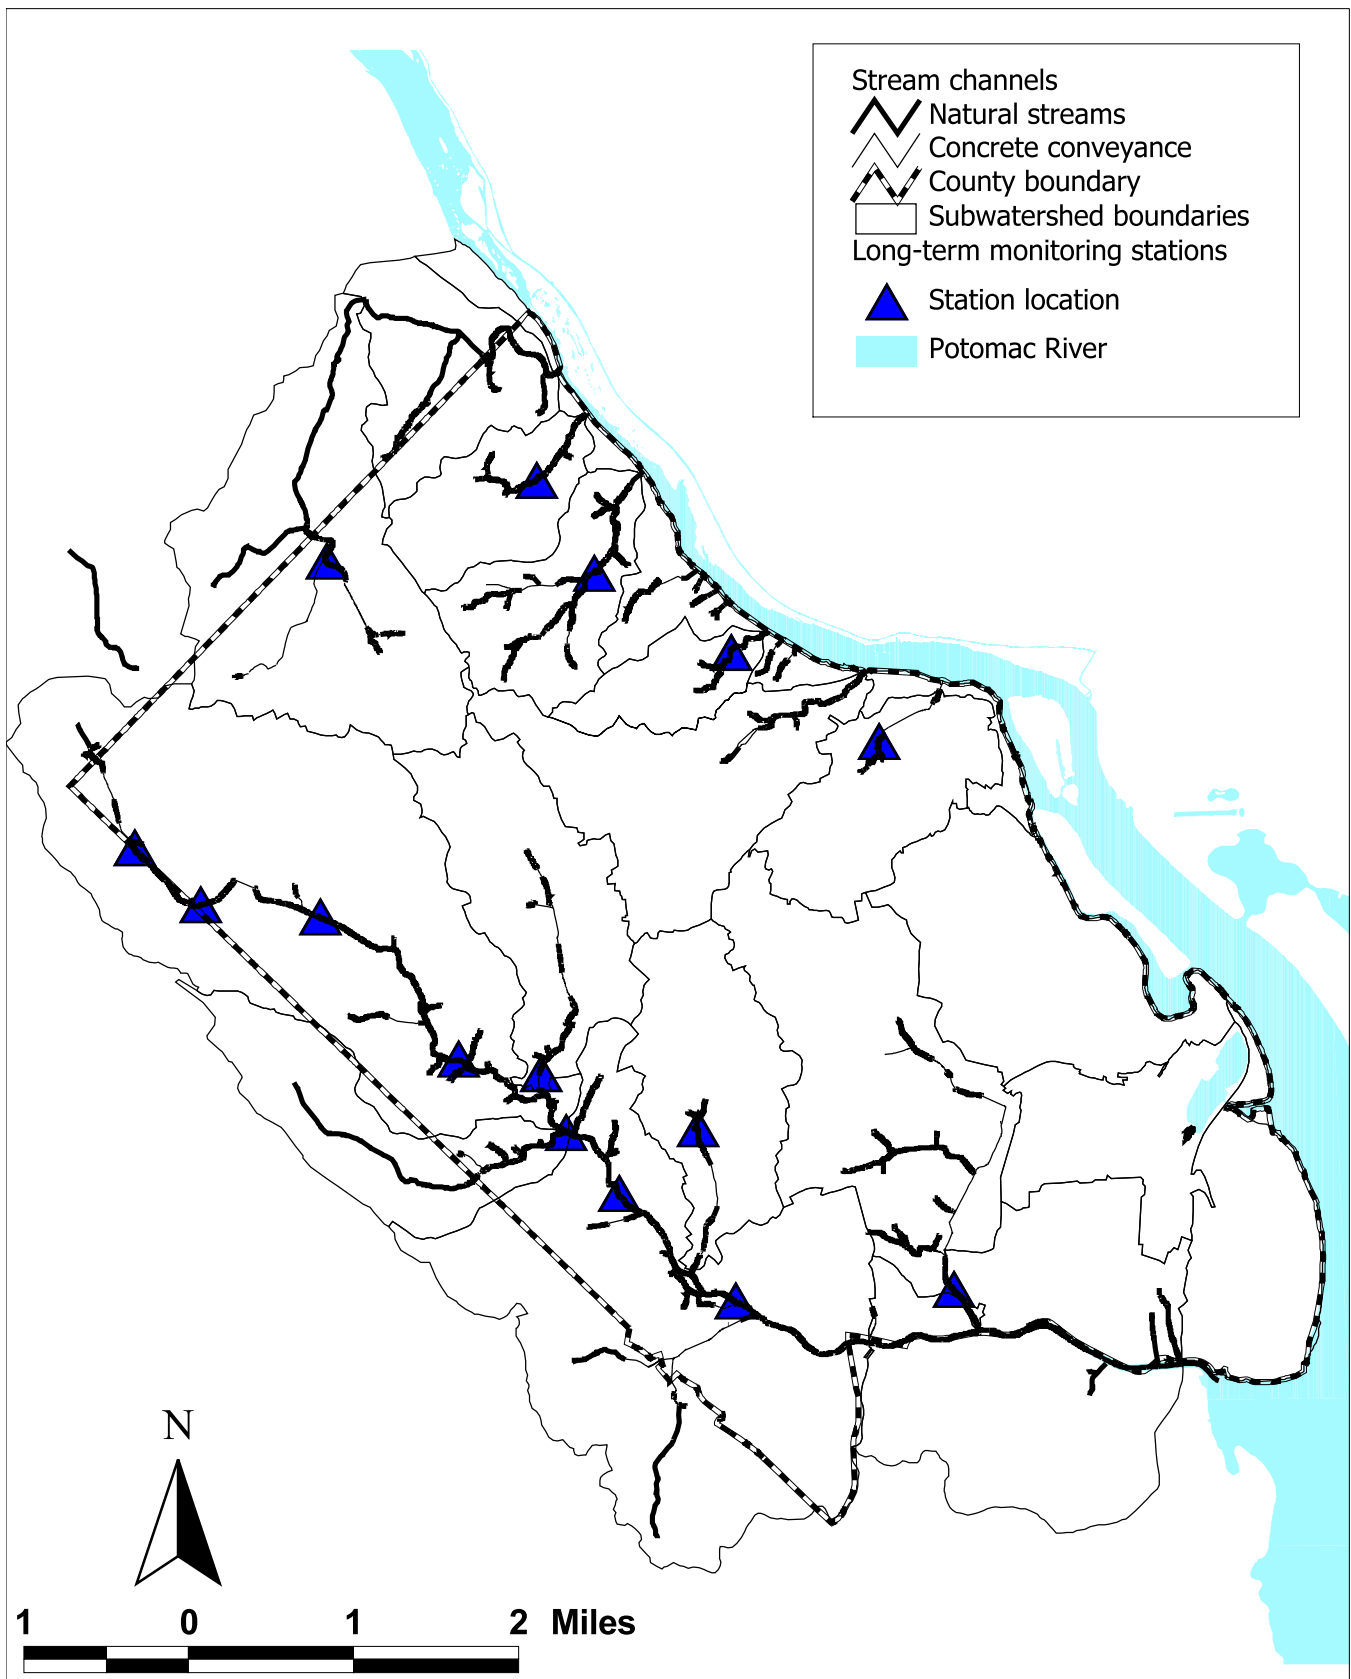 Stream channels
Natural streams
Concrete conveyance
County boundary
Subwatershed boundaries
Long-term monitoring stations
Station location
Potomac River
N
1 0 1 2 Miles